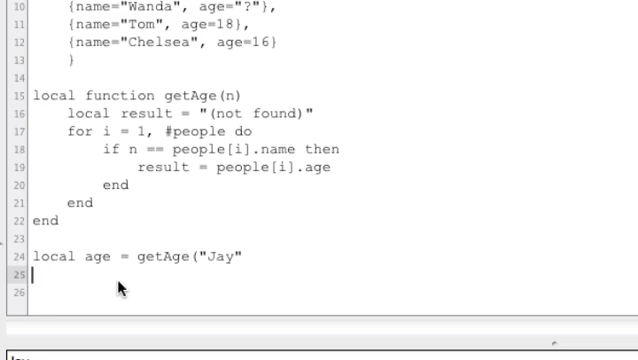 10 {name="Wanda", age="?"},
11 {name="Tom", age=18},
12 {name="Chelsea", age=16}
13 }
14
15 local function getAge(n)
16 local result = "(not found)"
17 for i = 1, #people do
18 if n == people[i].name then
19 result = people[i].age
20 end
21 end
22 end
23
24 local age = getAge("Jay"
25
26